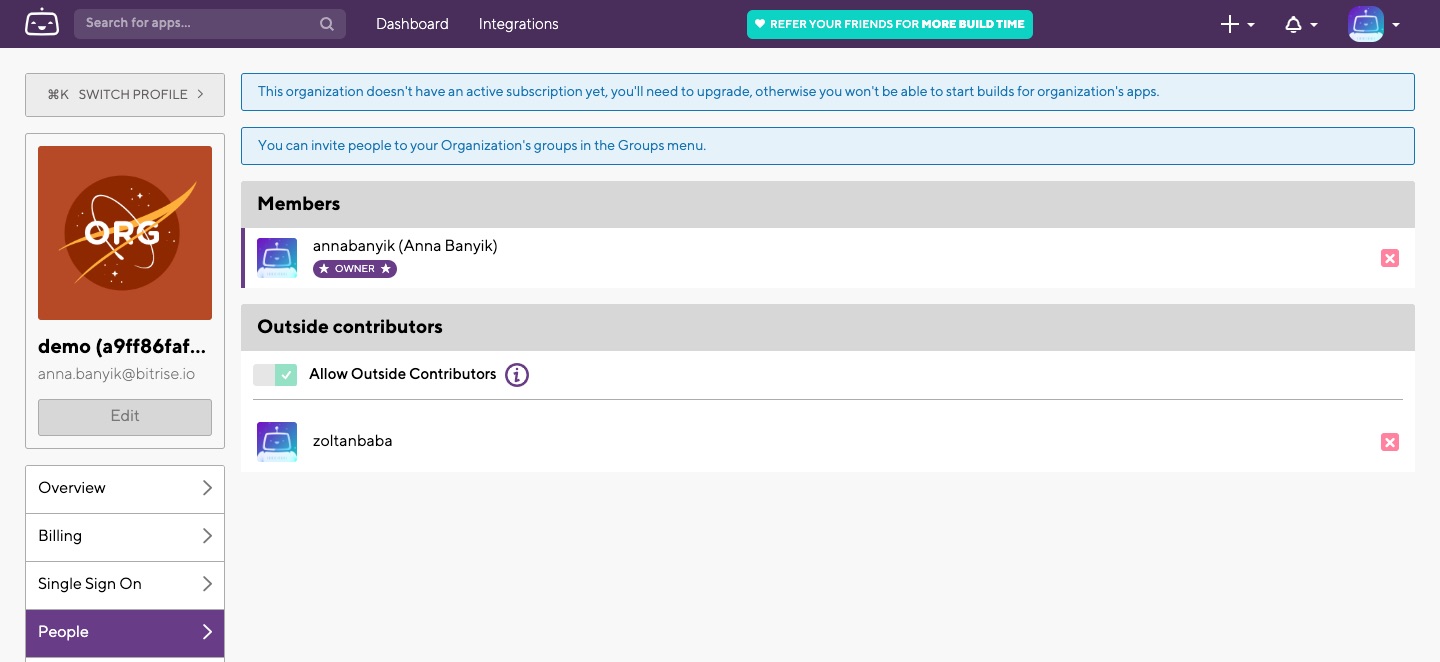 Search for apps...
Dashboard
Integrations
REFER YOUR FRIENDS FOR MORE BUILD TIME
⌘K SWITCH PROFILE
ORG
demo (a9ff86faf...
anna.banyik@bitrise.io
Edit
Overview
Billing
Single Sign On
People
This organization doesn't have an active subscription yet, you'll need to upgrade, otherwise you won't be able to start builds for organization's apps.
You can invite people to your Organization's groups in the Groups menu.
Members
annabanyik (Anna Banyik)
OWNER
Outside contributors
Allow Outside Contributors
zoltanbaba